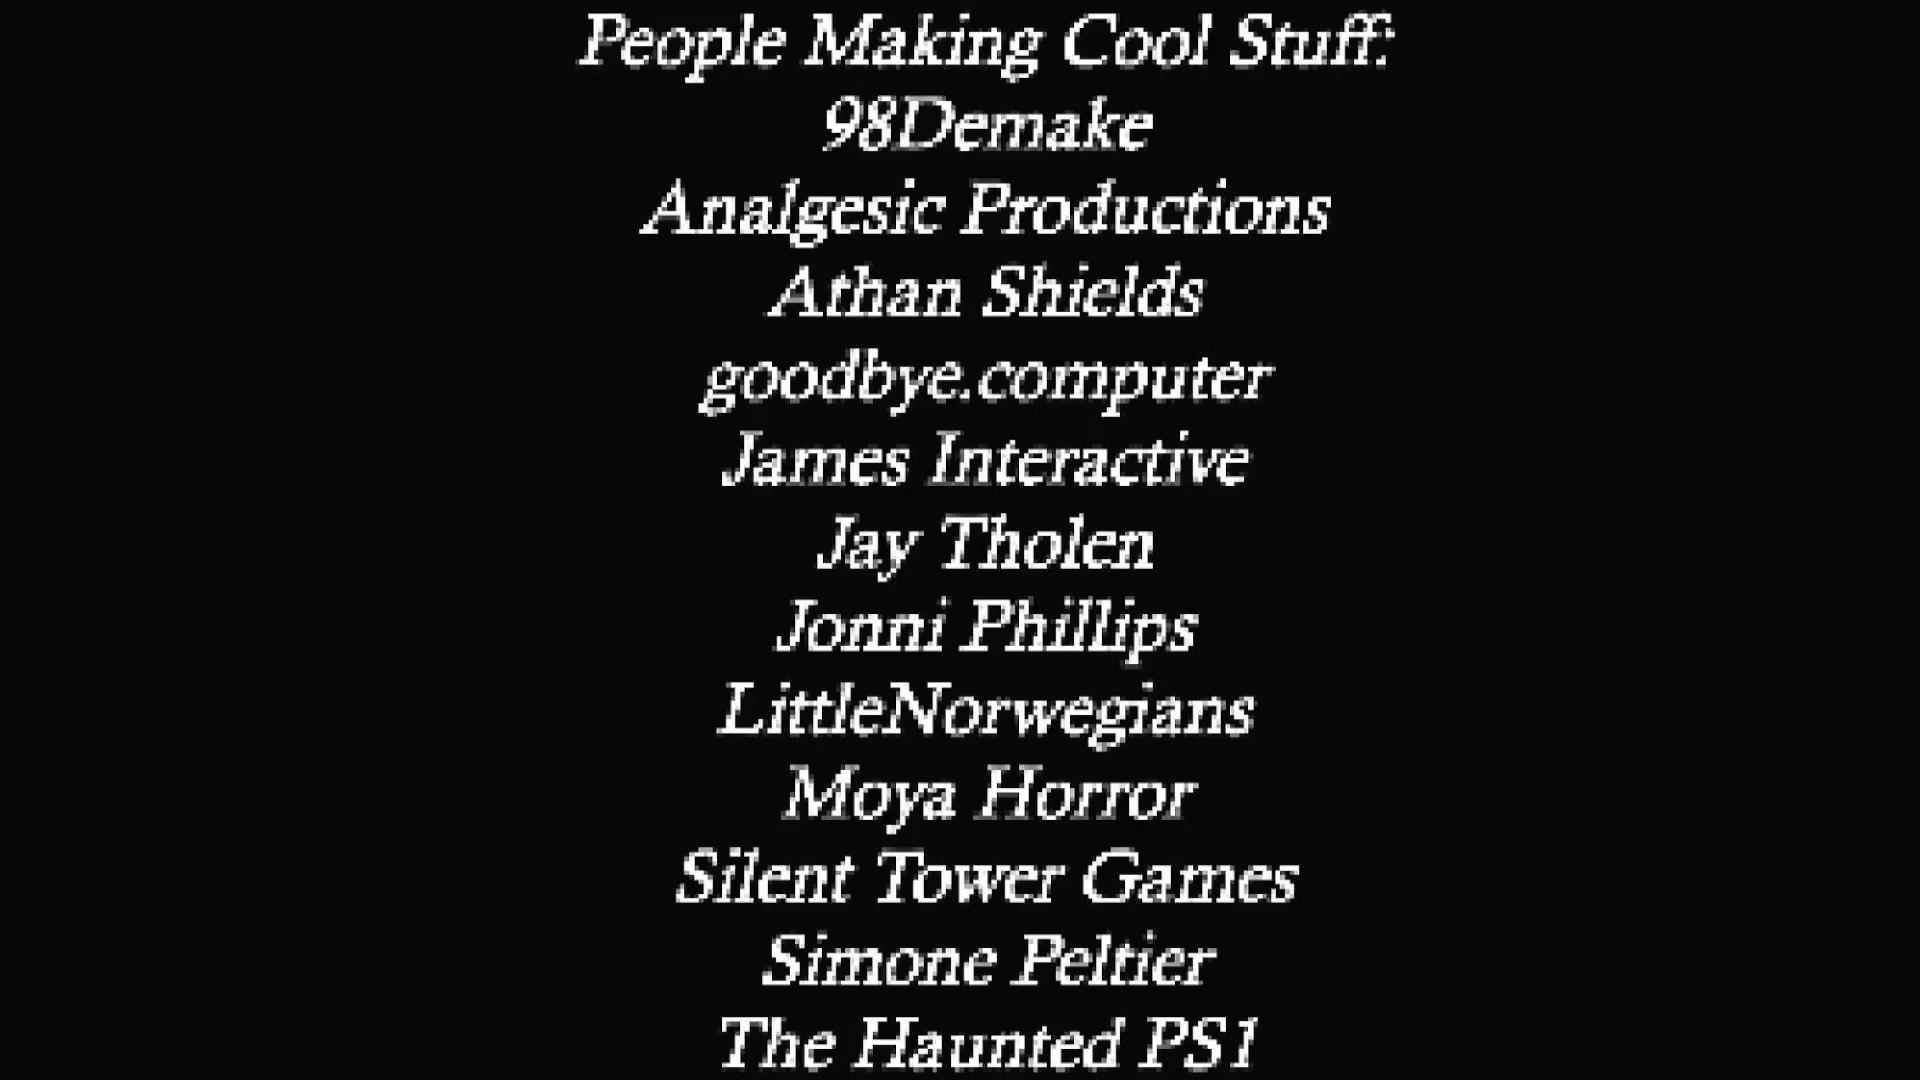 People Making Cool Stuff:
98Demake
Analgesic Productions
Athan Shields
goodbye.computer
James Interactive
Jay Tholen
Jonni Phillips
LittleNorwegians
Moya Horror
Silent Tower Games
Simone Peltier
The Haunted PS1